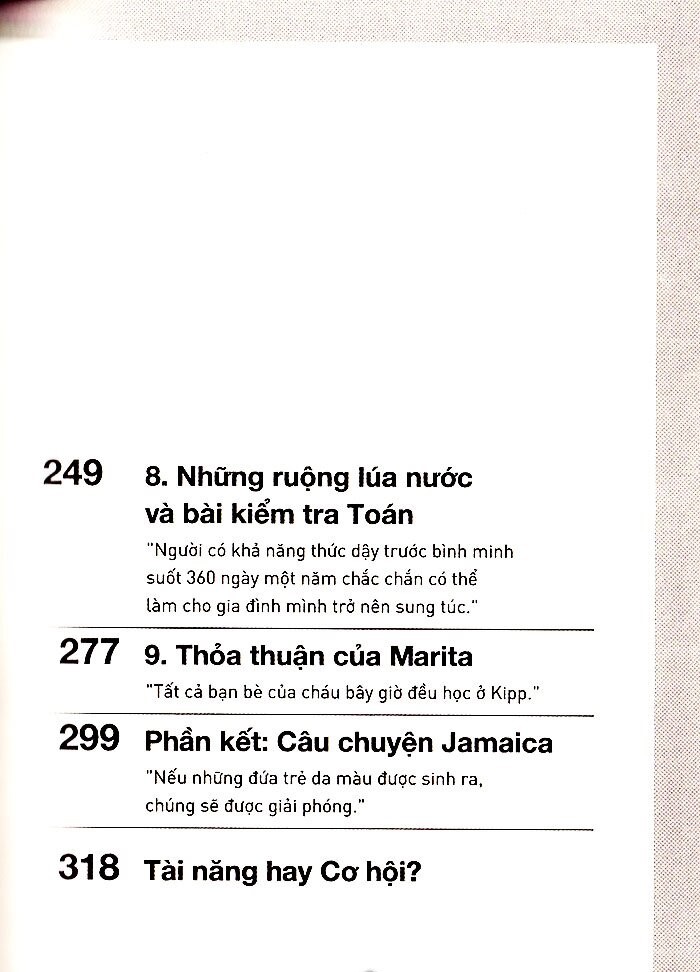 249
8. Những ruộng lúa nước
và bài kiểm tra Toán
"Người có khả năng thức dậy trước bình minh
suốt 360 ngày một năm chắc chắn có thể
làm cho gia đình mình trở nên sung túc."
277
9. Thỏa thuận của Marita
"Tất cả bạn bè của cháu bây giờ đều học ở Kipp."
299
Phần kết: Câu chuyện Jamaica
"Nếu những đứa trẻ da màu được sinh ra,
chúng sẽ được giải phóng."
318
Tài năng hay Cơ hội?